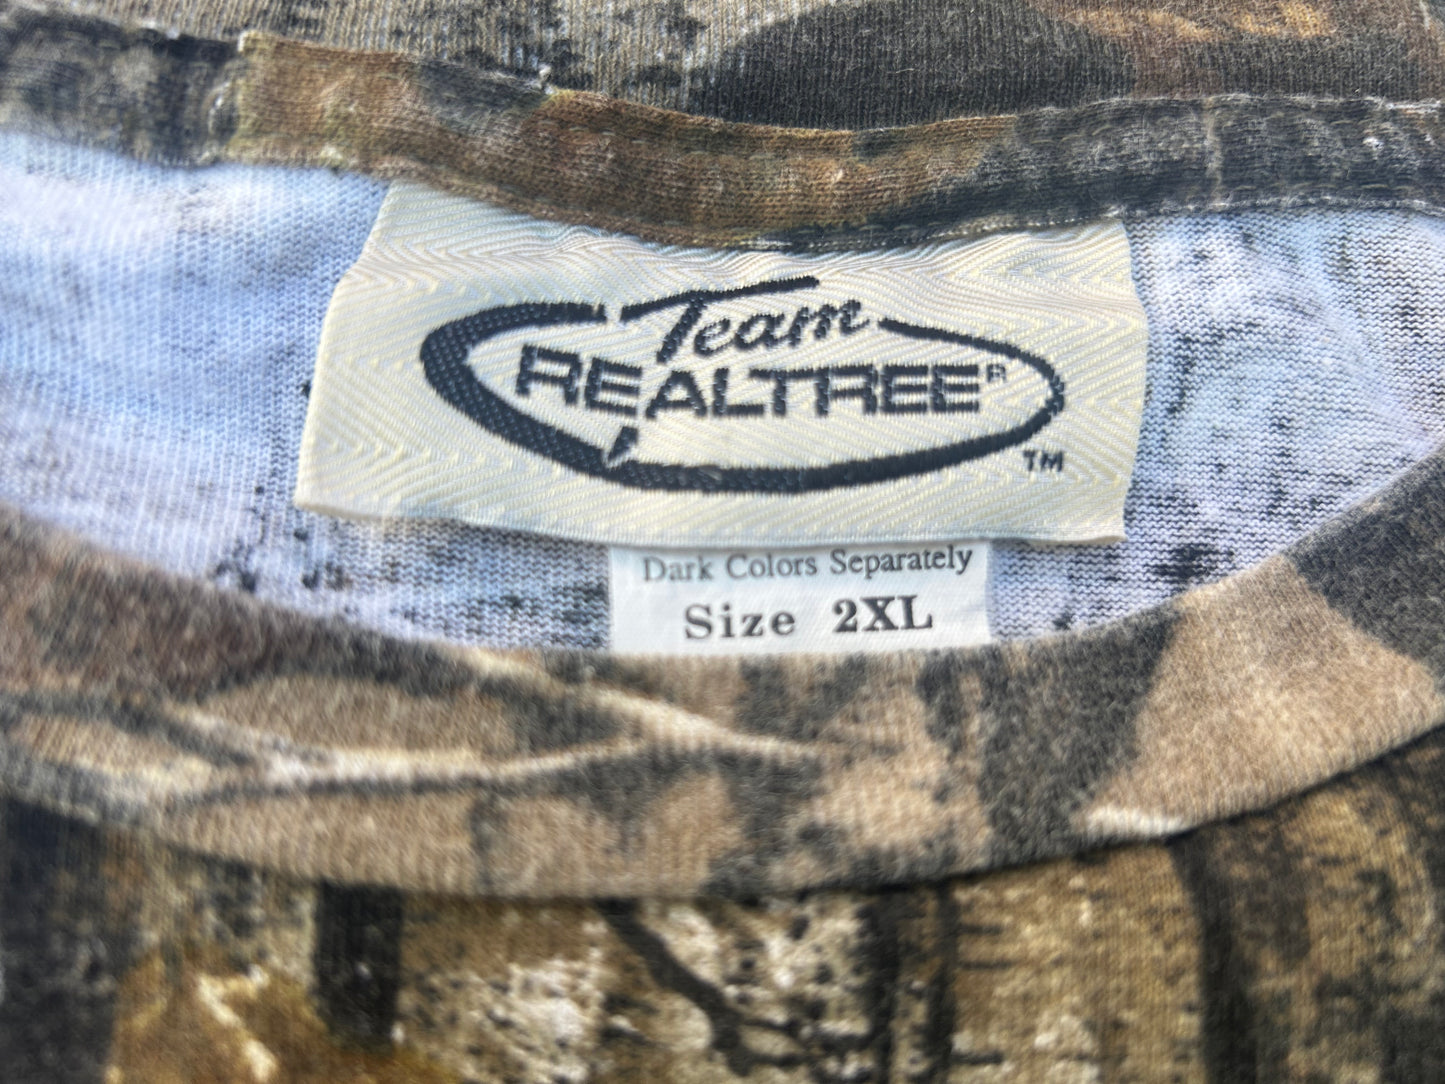 Team
REALTREE®
TM
Dark Colors Separately
Size 2XL